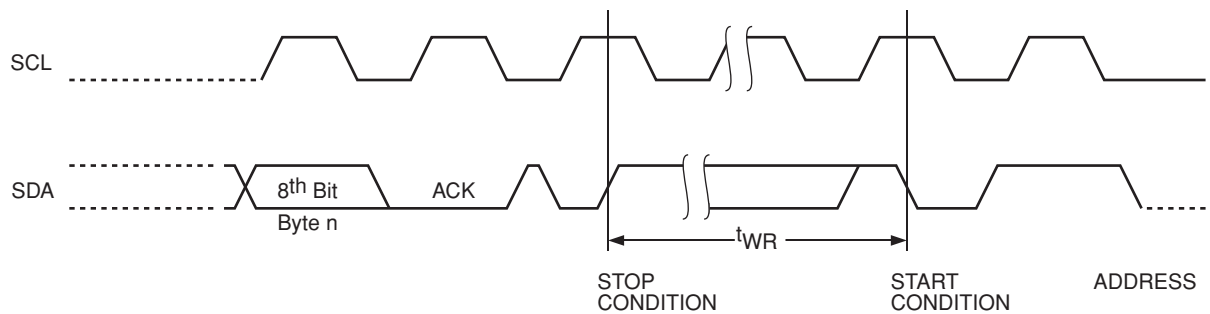 SCL
SDA
8th Bit
ACK
Byte n
tWR
STOP
CONDITION
START
CONDITION
ADDRESS